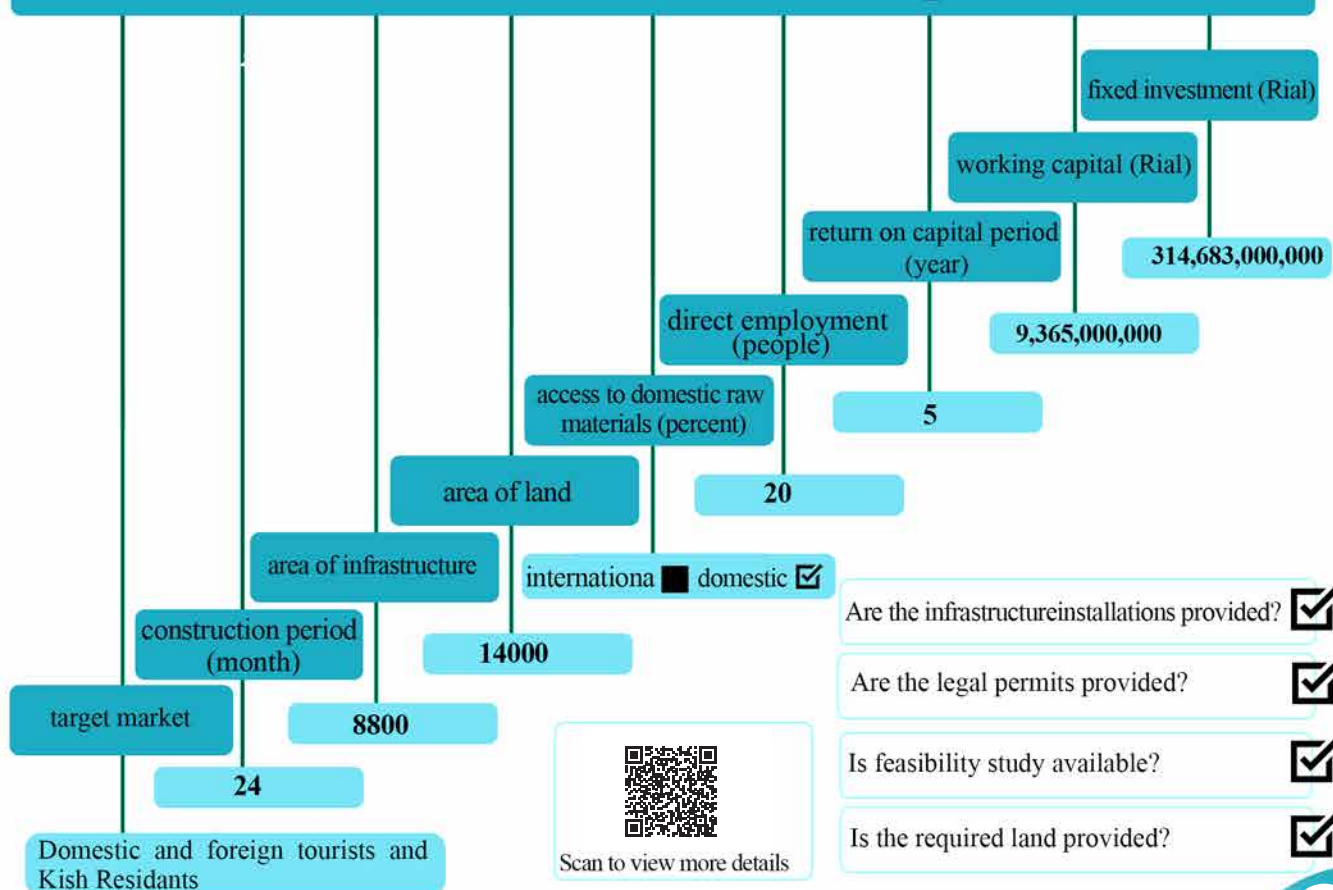 fixed investment (Rial)
314,683,000,000
working capital (Rial)
9,365,000,000
return on capital period
(year)
5
direct employment
(people)
20
access to domestic raw
materials (percent)
internationa domestic
area of land
14000
area of infrastructure
8800
construction period
(month)
24
target market
Domestic and foreign tourists and
Kish Residants
Scan to view more details
Are the infrastructureinstallations provided?
Are the legal permits provided?
Is feasibility study available?
Is the required land provided?